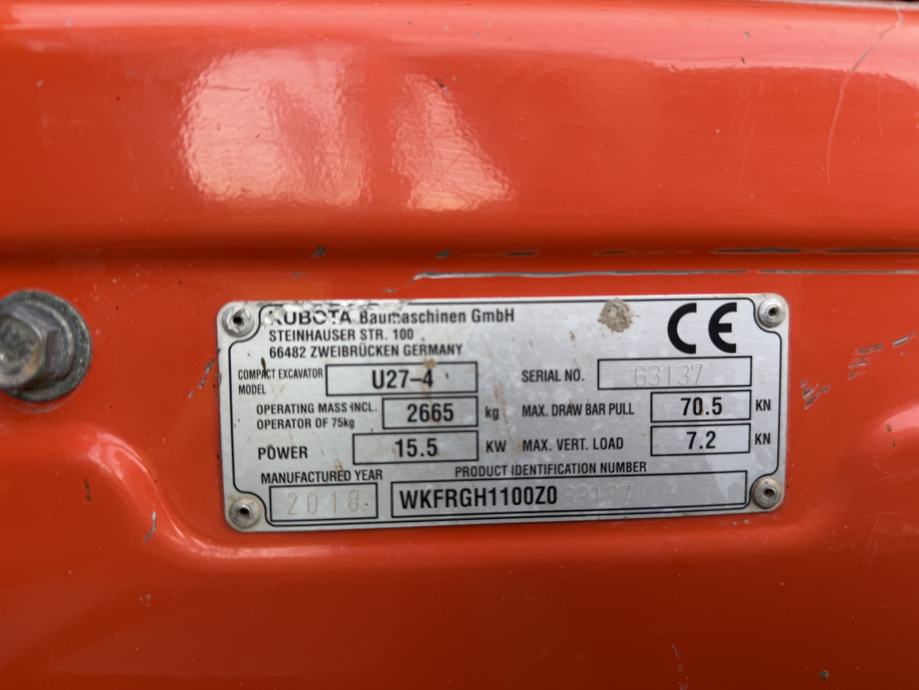 KUBOTA Baumaschinen GmbH
STEINHAUSER STR. 100
66482 ZWEIBRÜCKEN GERMANY
CE
COMPACT EXCAVATOR
MODEL
U27-4
SERIAL NO. 63137
OPERATING MASS INCL.
OPERATOR OF 75kg
2665 kg
MAX. DRAW BAR PULL 70.5 KN
POWER 15.5 KW
MAX. VERT. LOAD 7.2 KN
MANUFACTURED YEAR
2018
PRODUCT IDENTIFICATION NUMBER
WKFRGH1100Z063137